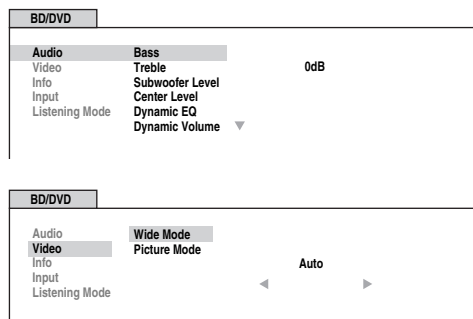 BD/DVD
Audio
Video
Info
Input
Listening Mode
Bass
Treble
Subwoofer Level
Center Level
Dynamic EQ
Dynamic Volume
0dB
BD/DVD
Audio
Video
Info
Input
Listening Mode
Wide Mode
Picture Mode
Auto